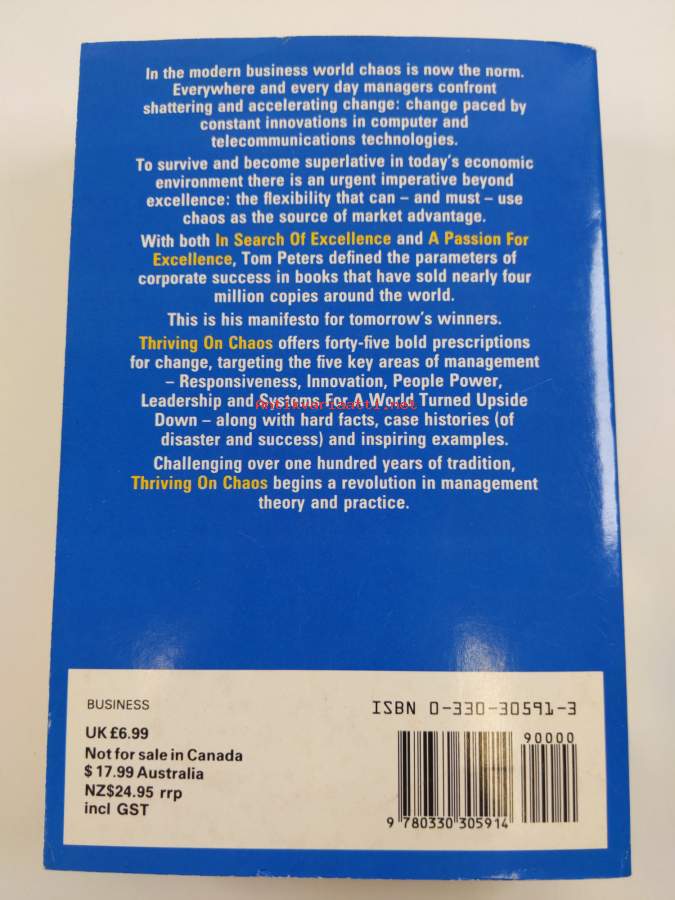 In the modern business world chaos is now the norm.
Everywhere and every day managers confront
shattering and accelerating change: change paced by
constant innovations in computer and
telecommunications technologies.
To survive and become superlative in today's economic
environment there is an urgent imperative beyond
excellence: the flexibility that can – and must – use
chaos as the source of market advantage.
With both In Search Of Excellence and A Passion For
Excellence, Tom Peters defined the parameters of
corporate success in books that have sold nearly four
million copies around the world.
This is his manifesto for tomorrow's winners.
Thriving On Chaos offers forty-five bold prescriptions
for change, targeting the five key areas of management
– Responsiveness, Innovation, People Power,
Leadership and Systems For A World Turned Upside
antikvariaatti.net
Down – along with hard facts, case histories (of
disaster and success) and inspiring examples.
Challenging over one hundred years of tradition,
Thriving On Chaos begins a revolution in management
theory and practice.
BUSINESS
UK £6.99
Not for sale in Canada
$ 17.99 Australia
NZ$24.95 rrp
incl GST
ISBN 0-330-30591-3
90000
9 780330 305914